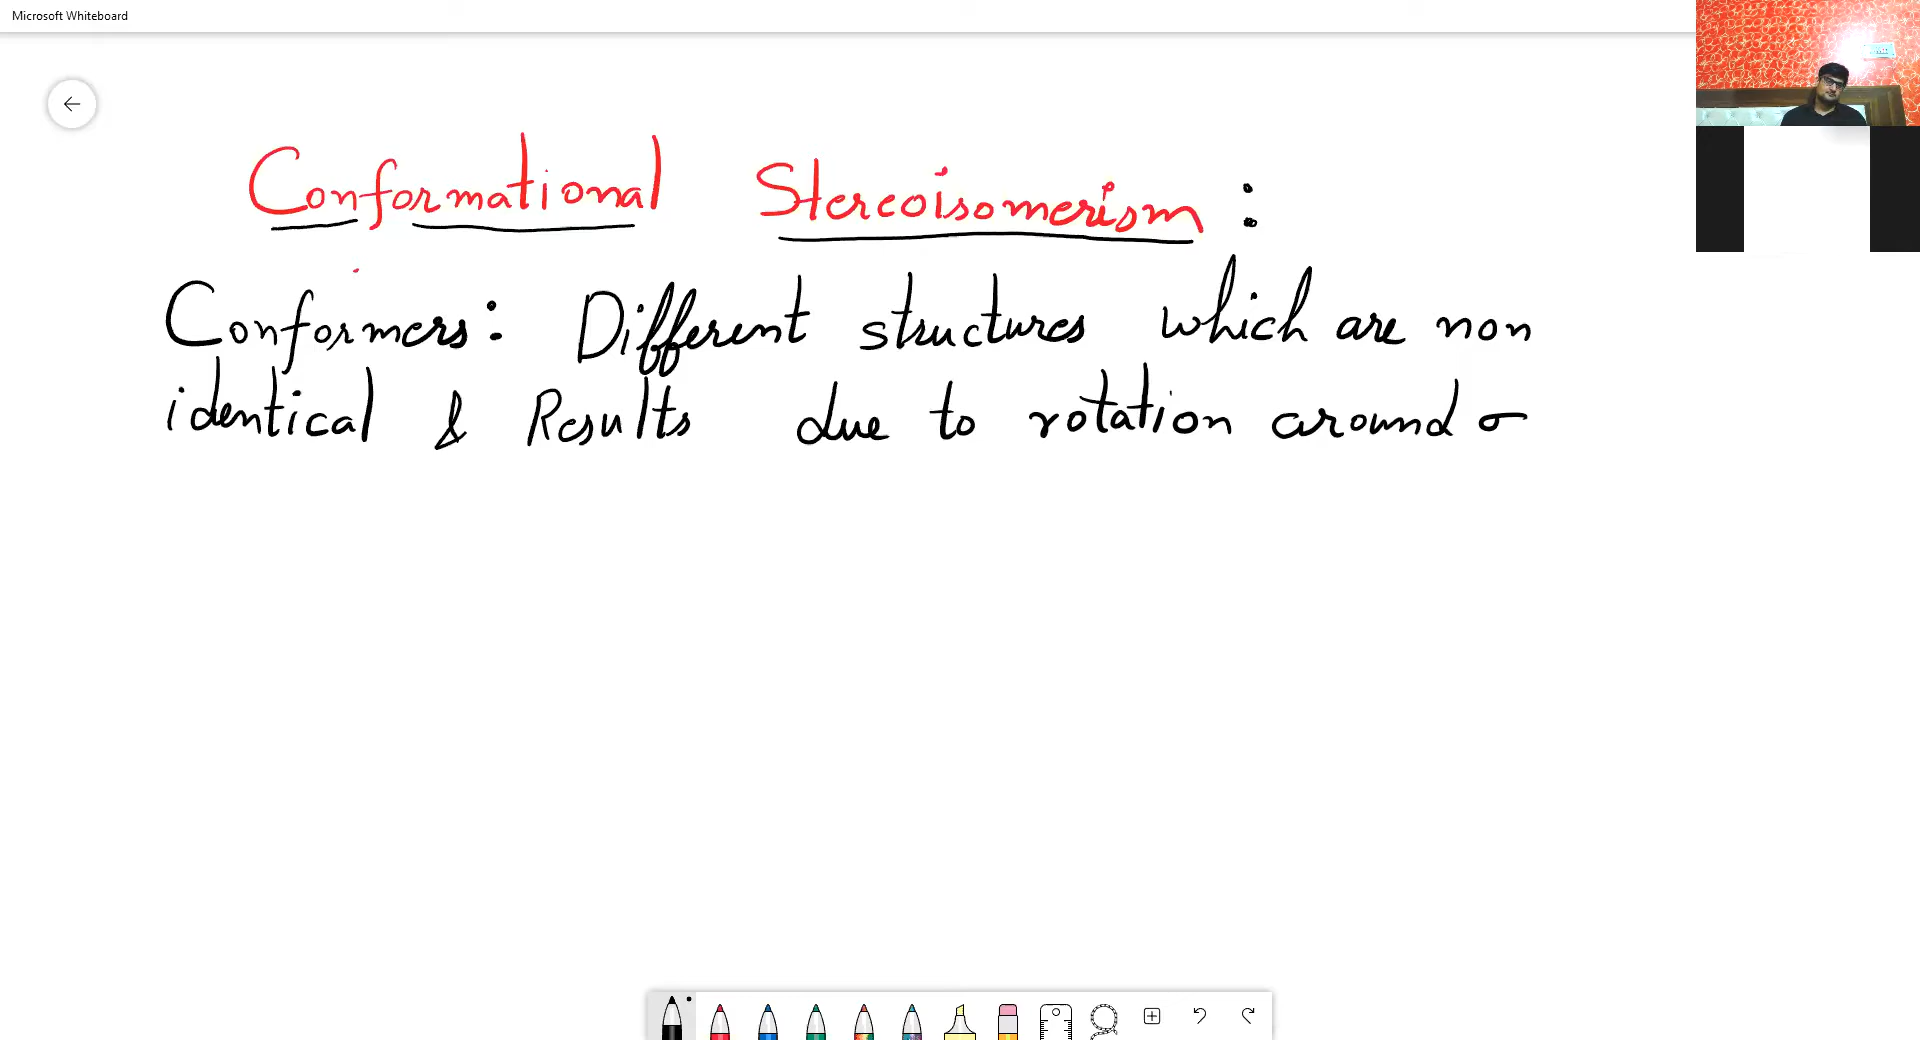 Microsoft Whiteboard
Conformational Stereoisomerism :
Conformers : Different structures which are non
identical & Results due to rotation around σ